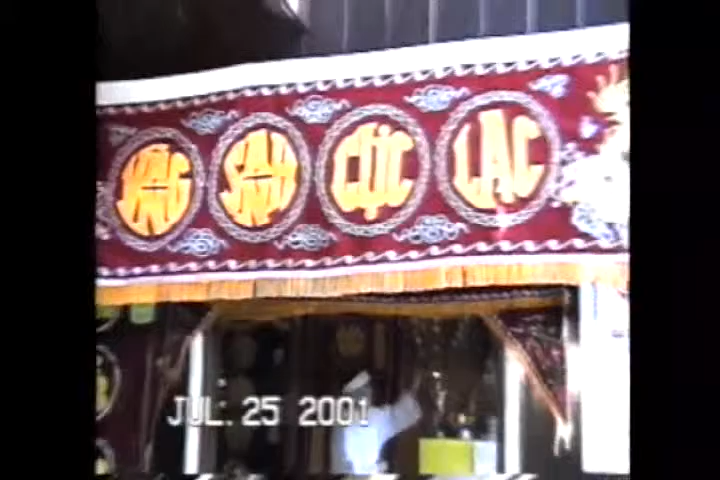 VÃNG
SANH
CỰC
LẠC
JUL. 25 2001